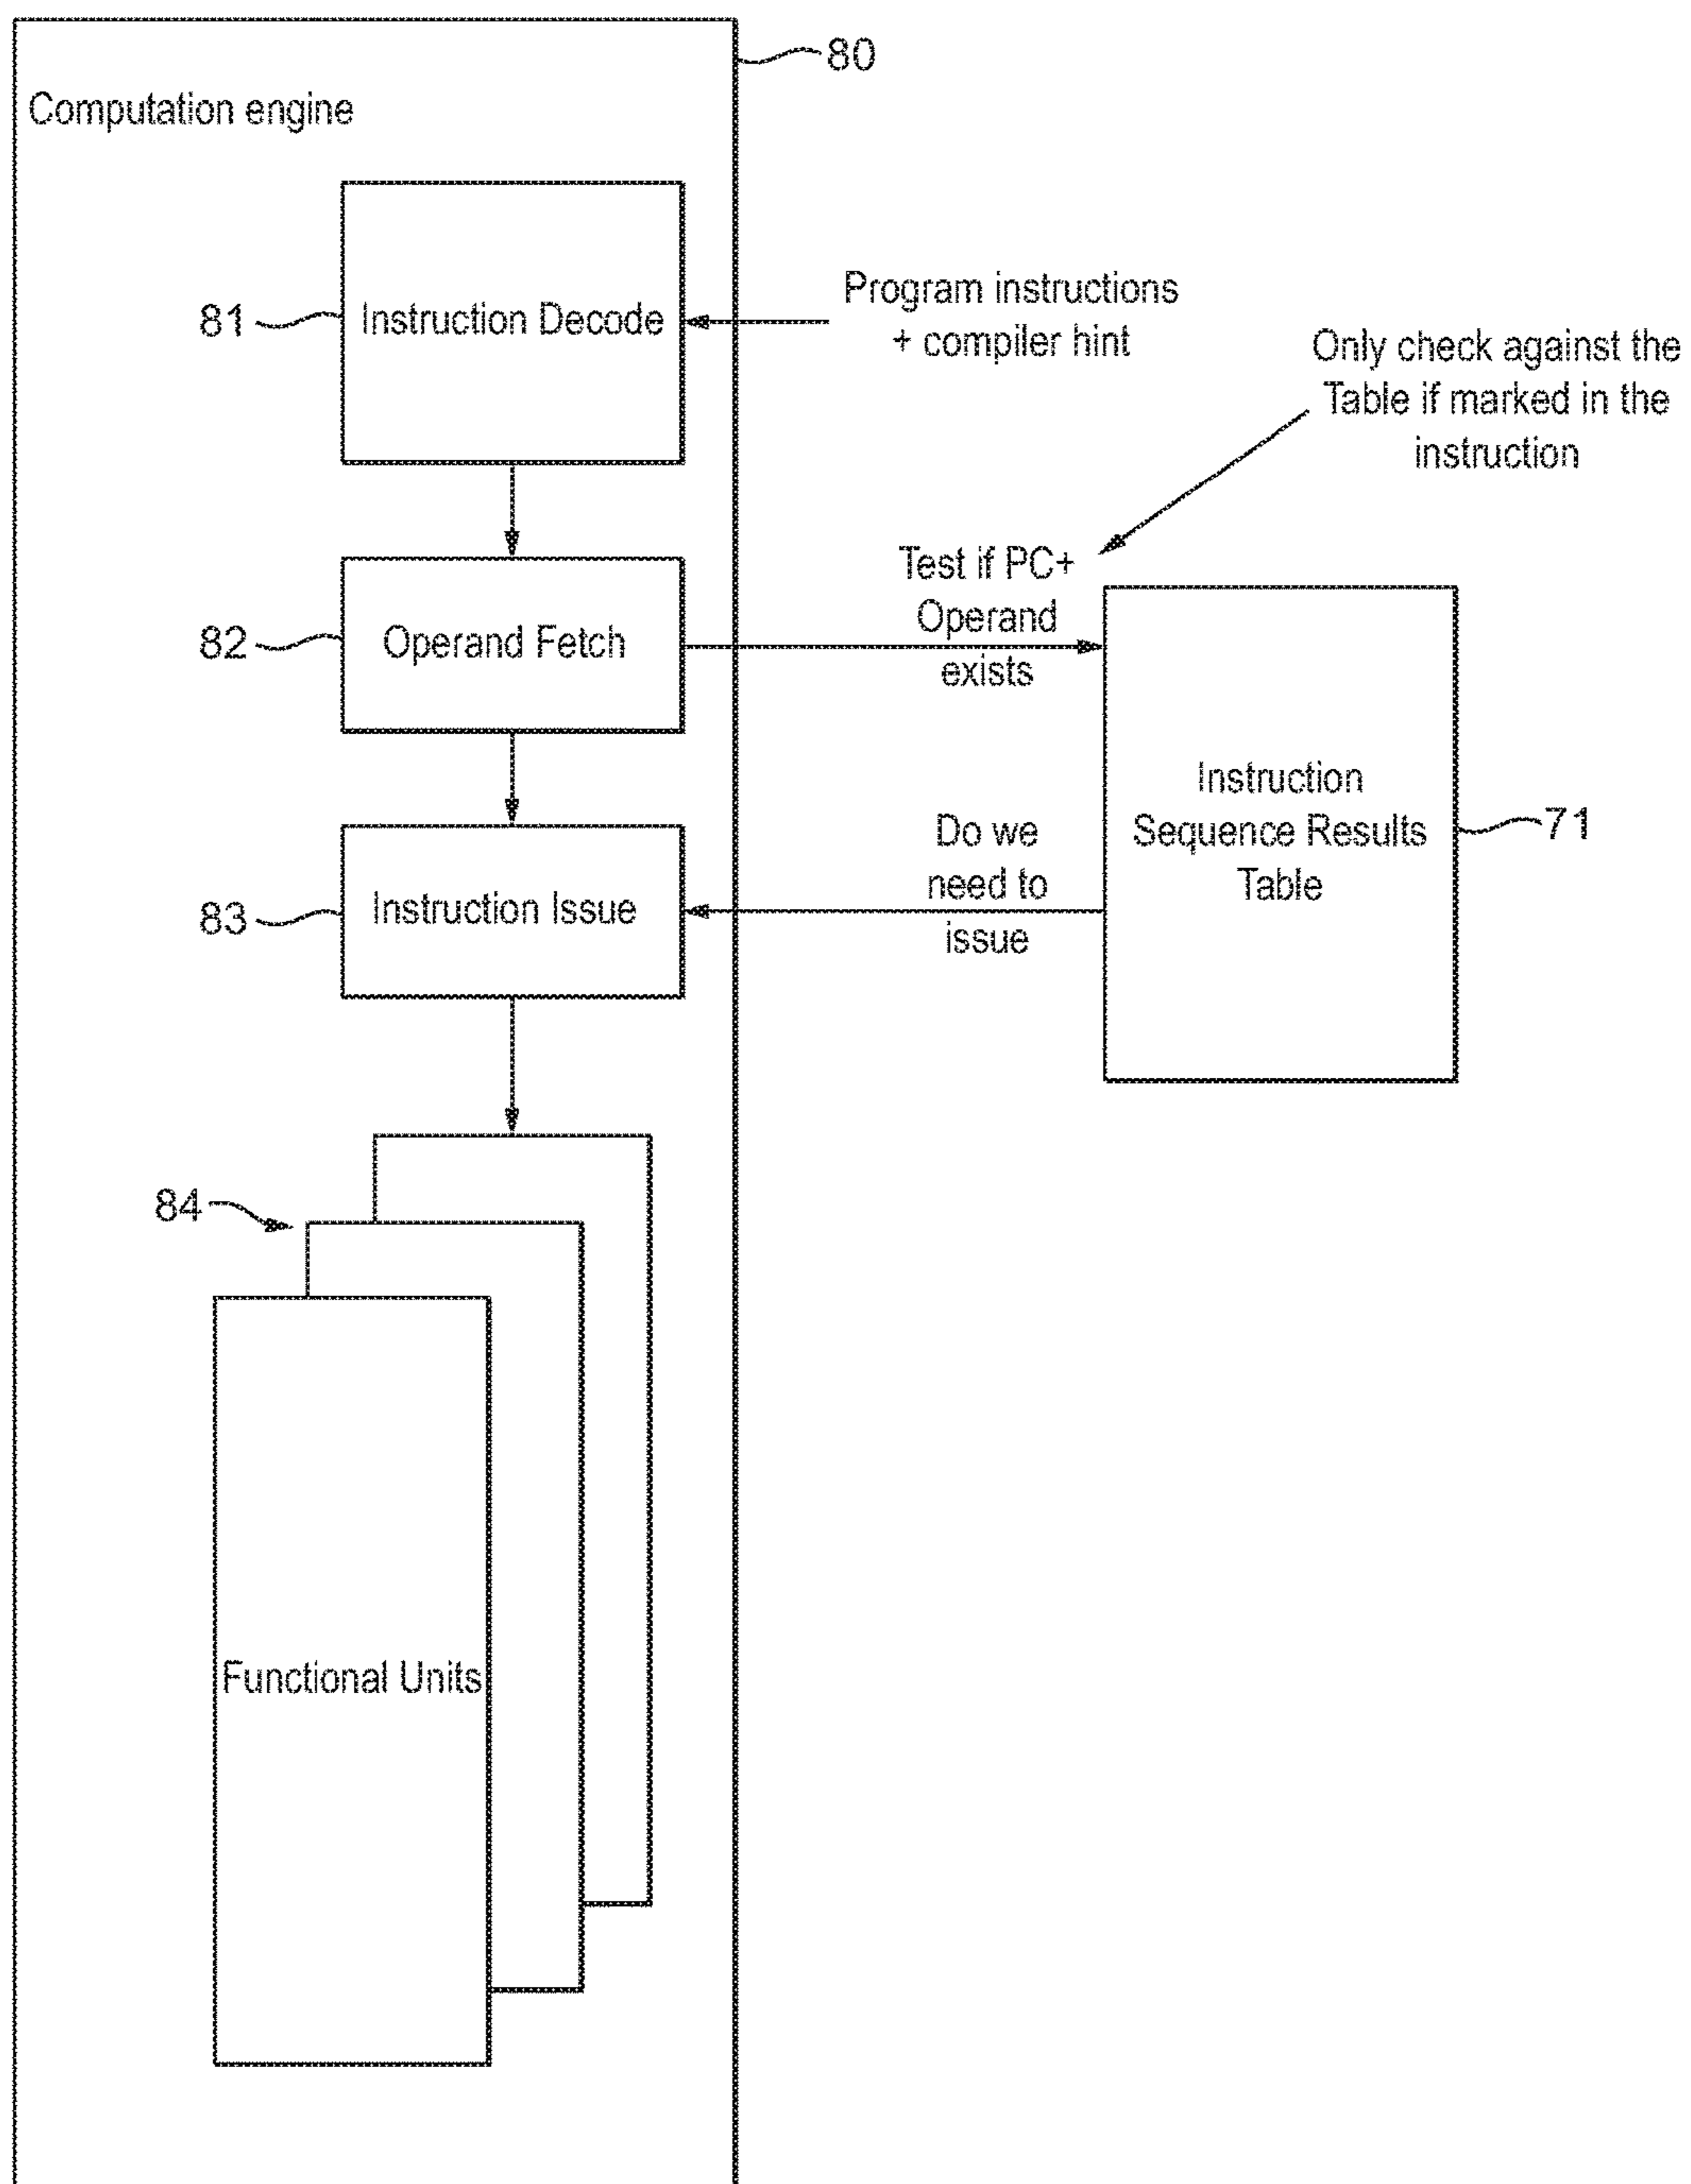 80
Computation engine
81
Instruction Decode
Program instructions
+ compiler hint
Only check against the
Table if marked in the
instruction
82
Operand Fetch
Test if PC+
Operand
exists
Instruction
Sequence Results
Table
71
83
Instruction Issue
Do we
need to
issue
84
Functional Units